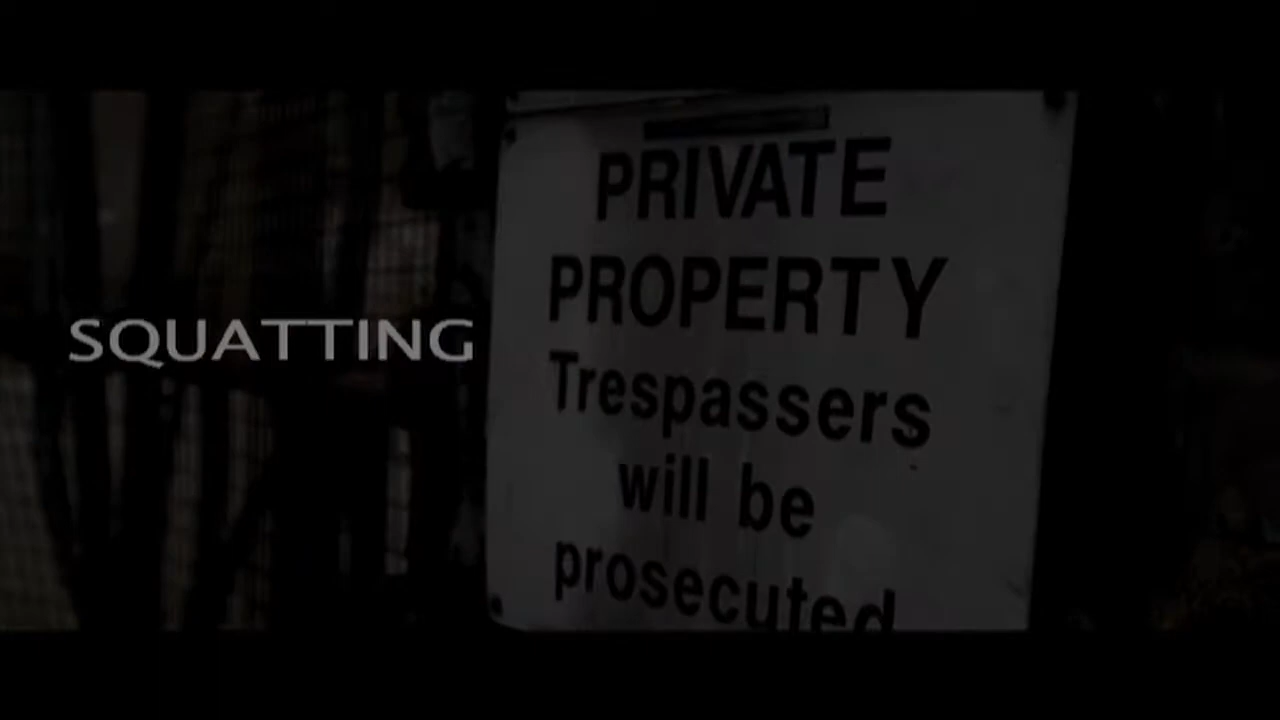 SQUATTING
PRIVATE
PROPERTY
Trespassers
will be
prosecuted